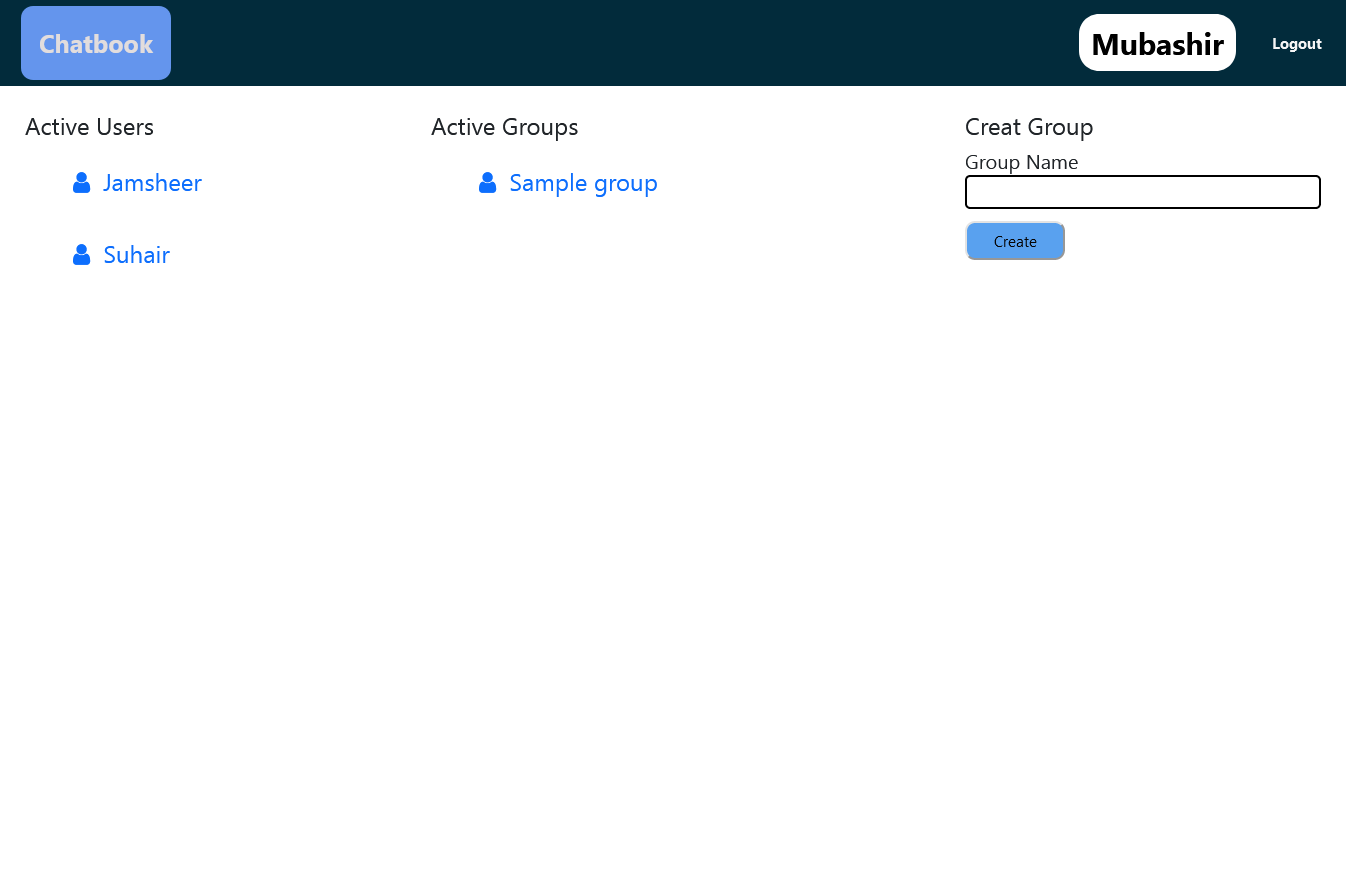 Chatbook
Mubashir
Logout
Active Users
Jamsheer
Suhair
Active Groups
Sample group
Creat Group
Group Name
Create